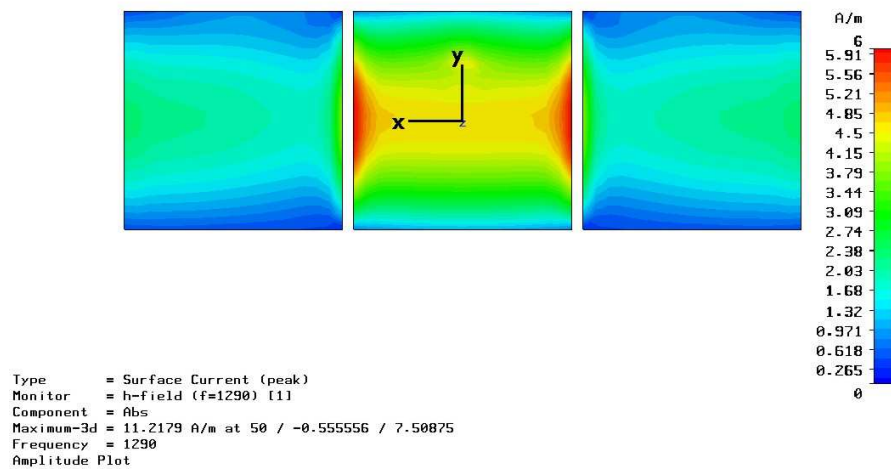 A/m
6
5.91
5.56
5.21
4.85
4.5
4.15
3.79
3.44
3.09
2.74
2.38
2.03
1.68
1.32
0.971
0.618
0.265
0
y
x
z
Type = Surface Current (peak)
Monitor = h-field (f=1290) [1]
Component = Abs
Maximum-3d = 11.2179 A/m at 50 / -0.555556 / 7.50875
Frequency = 1290
Amplitude Plot